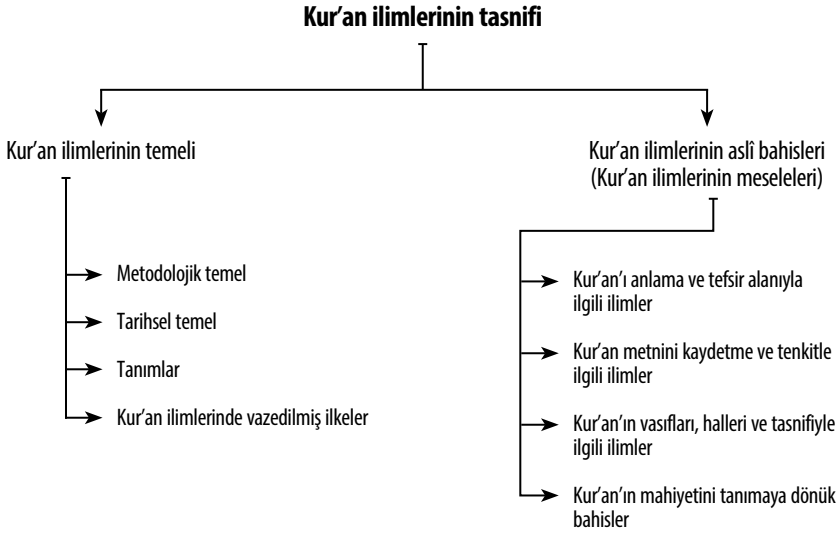 Kur'an ilimlerinin tasnifi
Kur'an ilimlerinin temeli
Metodolojik temel
Tarihsel temel
Tanımlar
Kur'an ilimlerinde vazedilmiş ilkeler
Kur'an ilimlerinin aslî bahisleri
(Kur'an ilimlerinin meseleleri)
Kur'an'ı anlama ve tefsir alanıyla
ilgili ilimler
Kur'an metnini kaydetme ve tenkitle
ilgili ilimler
Kur'an'ın vasıfları, halleri ve tasnifiyle
ilgili ilimler
Kur'an'ın mahiyetini tanımaya dönük
bahisler